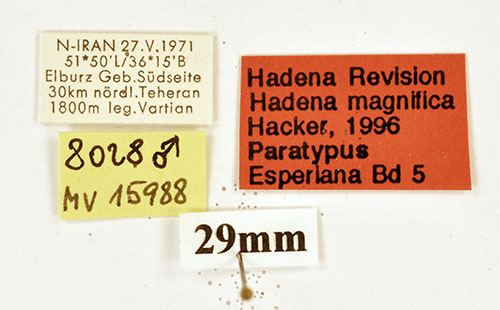 N-IRAN 27.V.1971
51*50'L/36*15'B
Elburz Geb.Südseite
30km nördl.Teheran
1800m leg.Vartian
Hadena Revision
Hadena magnifica
Hacker, 1996
Paratypus
Esperiana Bd 5
8028 ♂
MV 15988
29mm